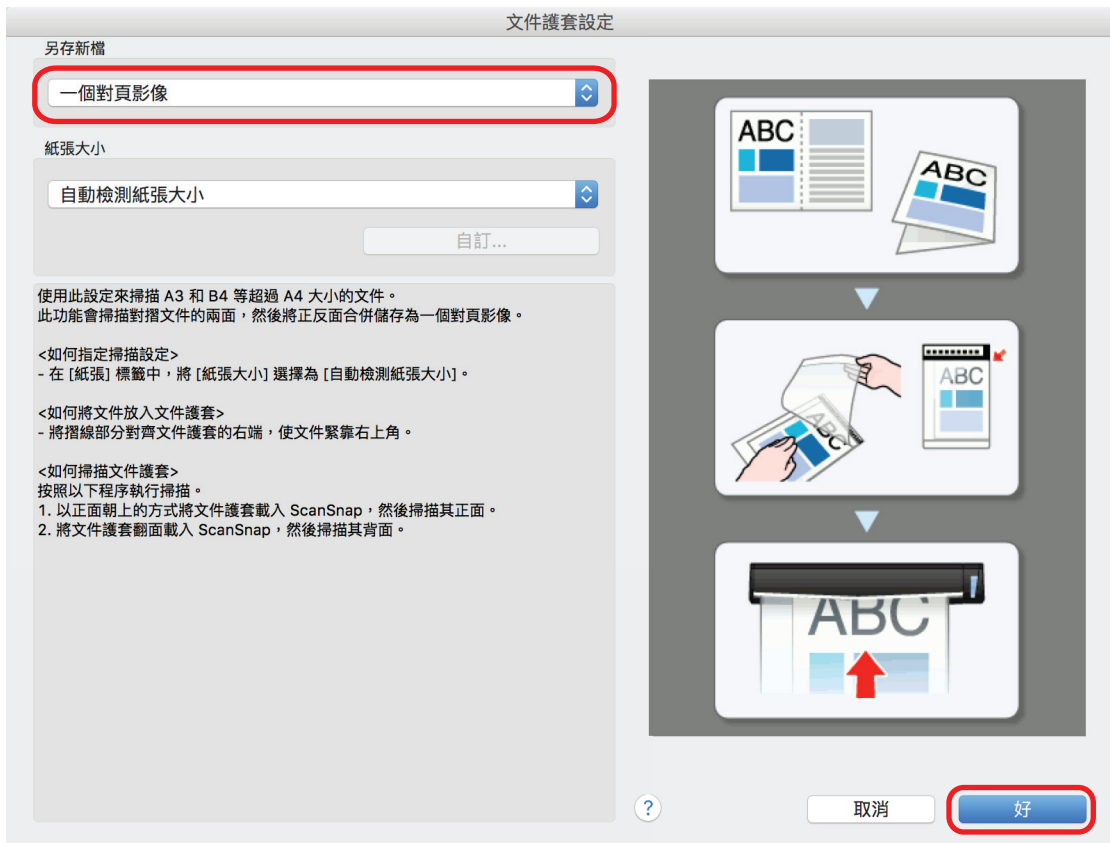 文件護套設定
另存新檔
一個對頁影像
紙張大小
自動檢測紙張大小
自訂...
使用此設定來掃描 A3 和 B4 等超過 A4 大小的文件。
此功能會掃描對摺文件的兩面，然後將正反面合併儲存為一個對頁影像。
<如何指定掃描設定>
- 在 [紙張] 標籤中，將 [紙張大小] 選擇為 [自動檢測紙張大小]。
<如何將文件放入文件護套>
- 將摺線部分對齊文件護套的右端，使文件緊靠右上角。
<如何掃描文件護套>
按照以下程序執行掃描。
1. 以正面朝上的方式將文件護套載入 ScanSnap，然後掃描其正面。
2. 將文件護套翻面載入 ScanSnap，然後掃描其背面。
ABC
ABC
ABC
ABC
ABC
?
取消
好